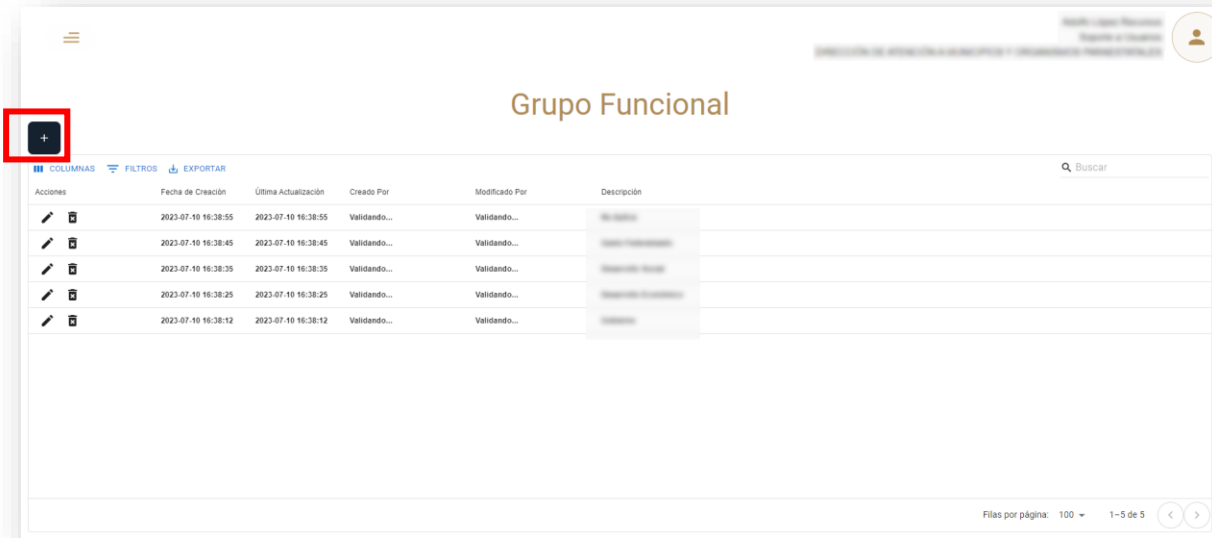 Grupo Funcional
+
COLUMNAS FILTROS EXPORTAR Buscar
Acciones Fecha de Creación Última Actualización Creado Por Modificado Por Descripción
2023-07-10 16:38:55 2023-07-10 16:38:55 Validando... Validando...
2023-07-10 16:38:45 2023-07-10 16:38:45 Validando... Validando...
2023-07-10 16:38:35 2023-07-10 16:38:35 Validando... Validando...
2023-07-10 16:38:25 2023-07-10 16:38:25 Validando... Validando...
2023-07-10 16:38:12 2023-07-10 16:38:12 Validando... Validando...
Filas por página: 100 1–5 de 5